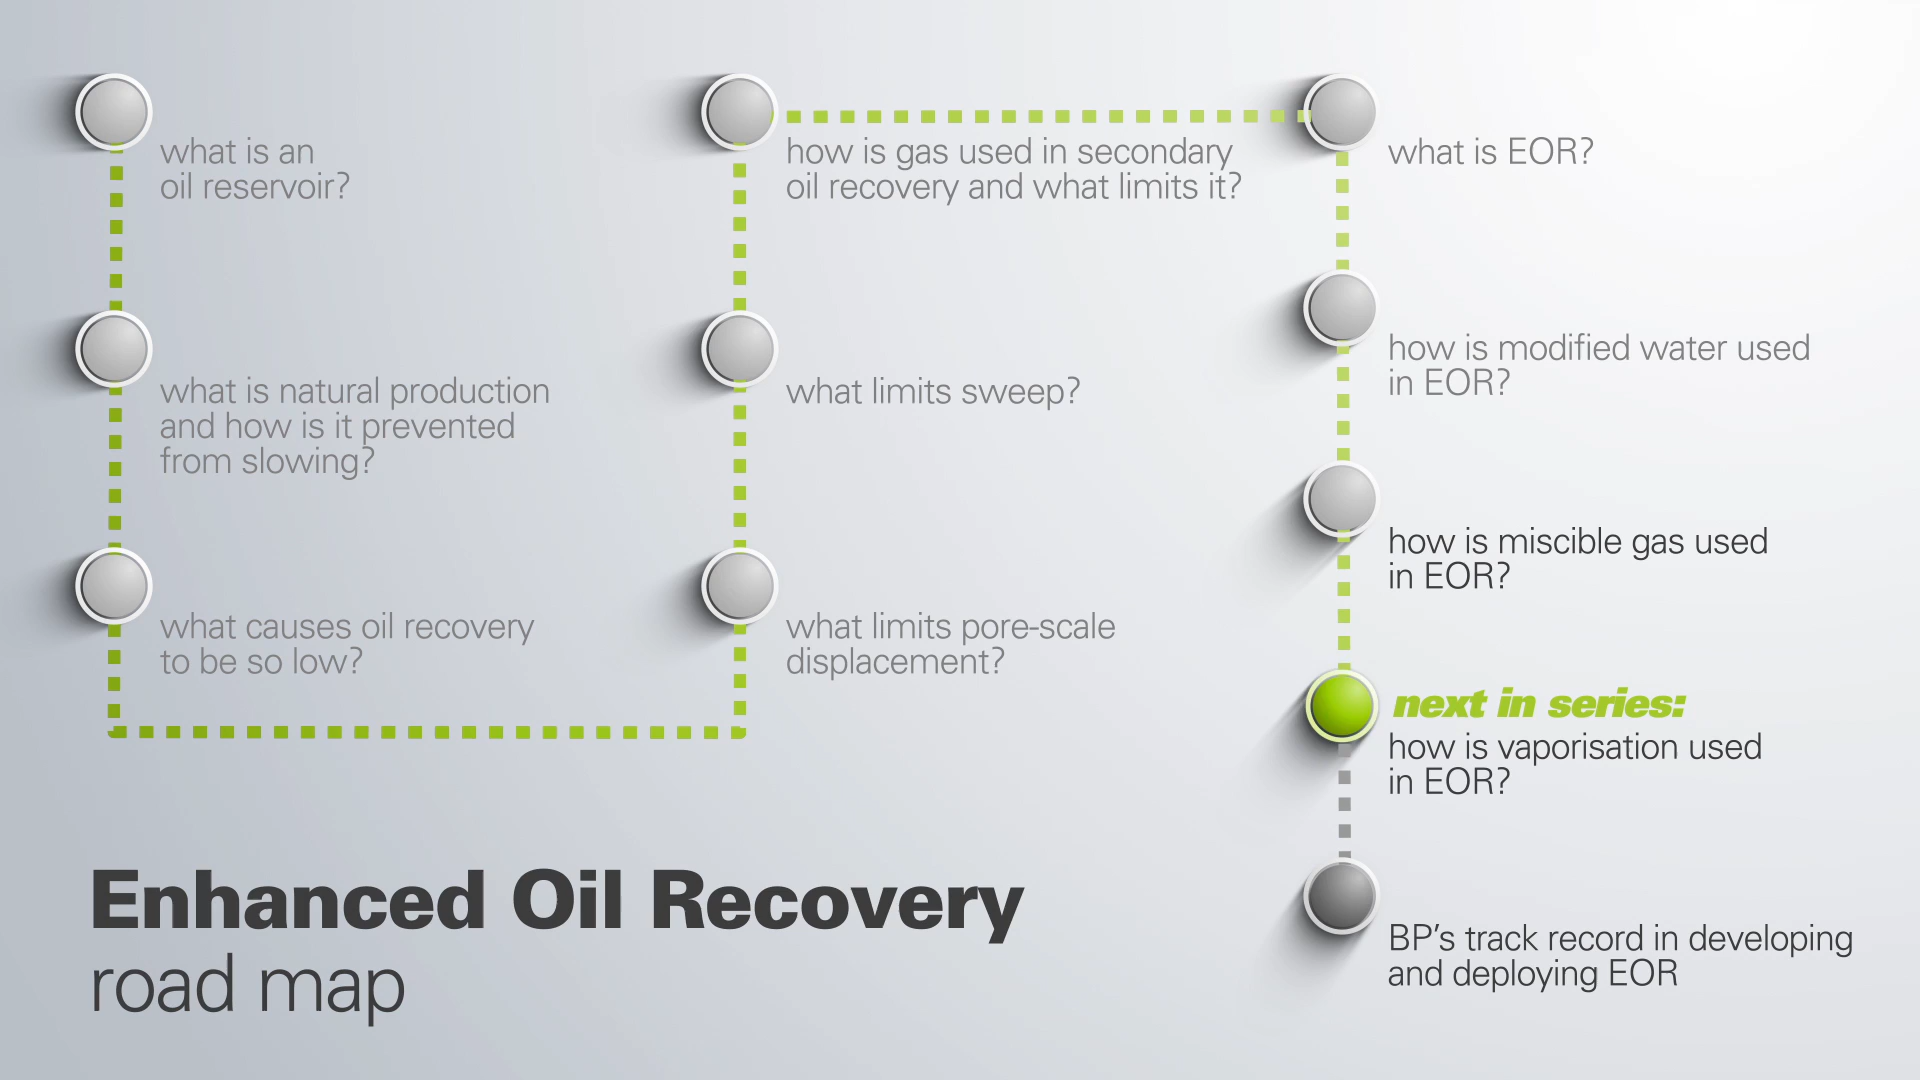 what is an
oil reservoir?
what is natural production
and how is it prevented
from slowing?
what causes oil recovery
to be so low?
how is gas used in secondary
oil recovery and what limits it?
what limits sweep?
what limits pore-scale
displacement?
what is EOR?
how is modified water used
in EOR?
how is miscible gas used
in EOR?
next in series:
how is vaporisation used
in EOR?
BP’s track record in developing
and deploying EOR
Enhanced Oil Recovery
road map